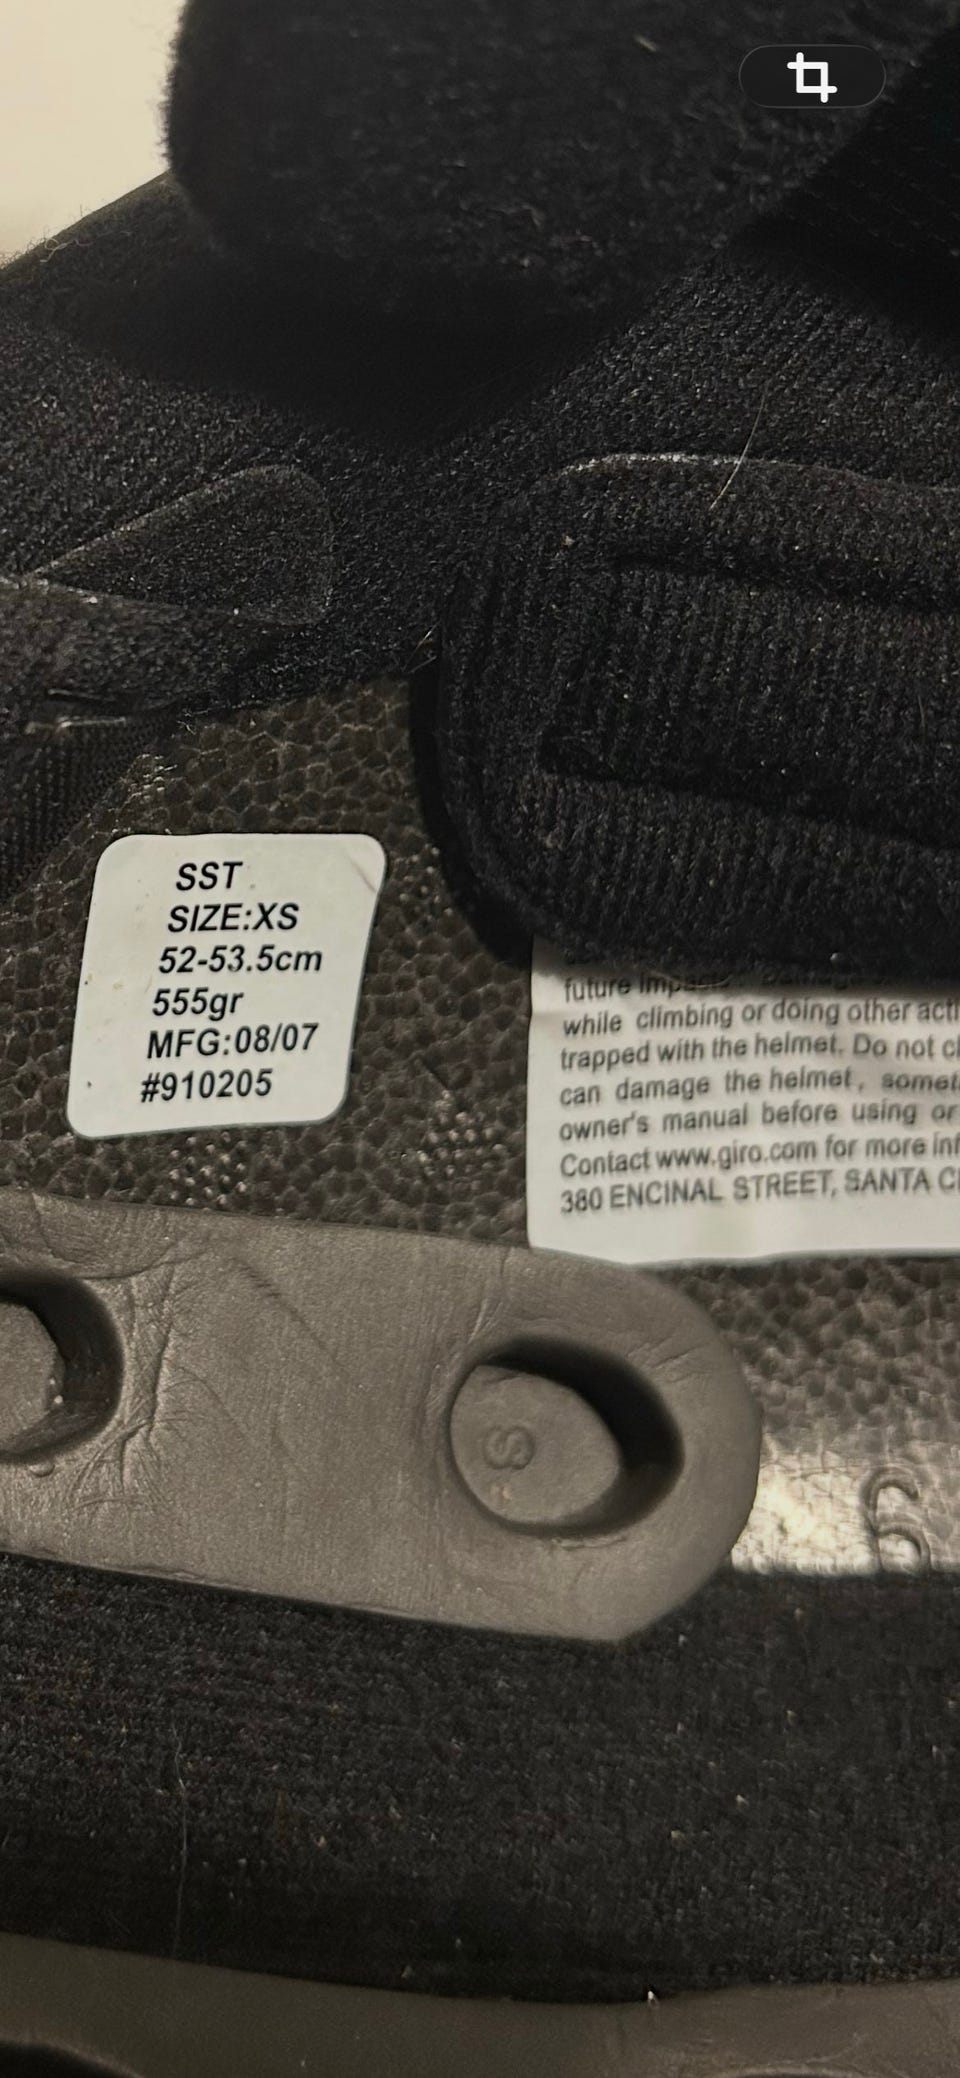 SST
SIZE:XS
52-53.5cm
555gr
MFG:08/07
#910205
future
while climbing or doing other
trapped with the helmet. Do not
can damage the helmet,
owner's manual before using or
Contact www.giro.com for more
380 ENCINAL STREET, SANTA
S
6